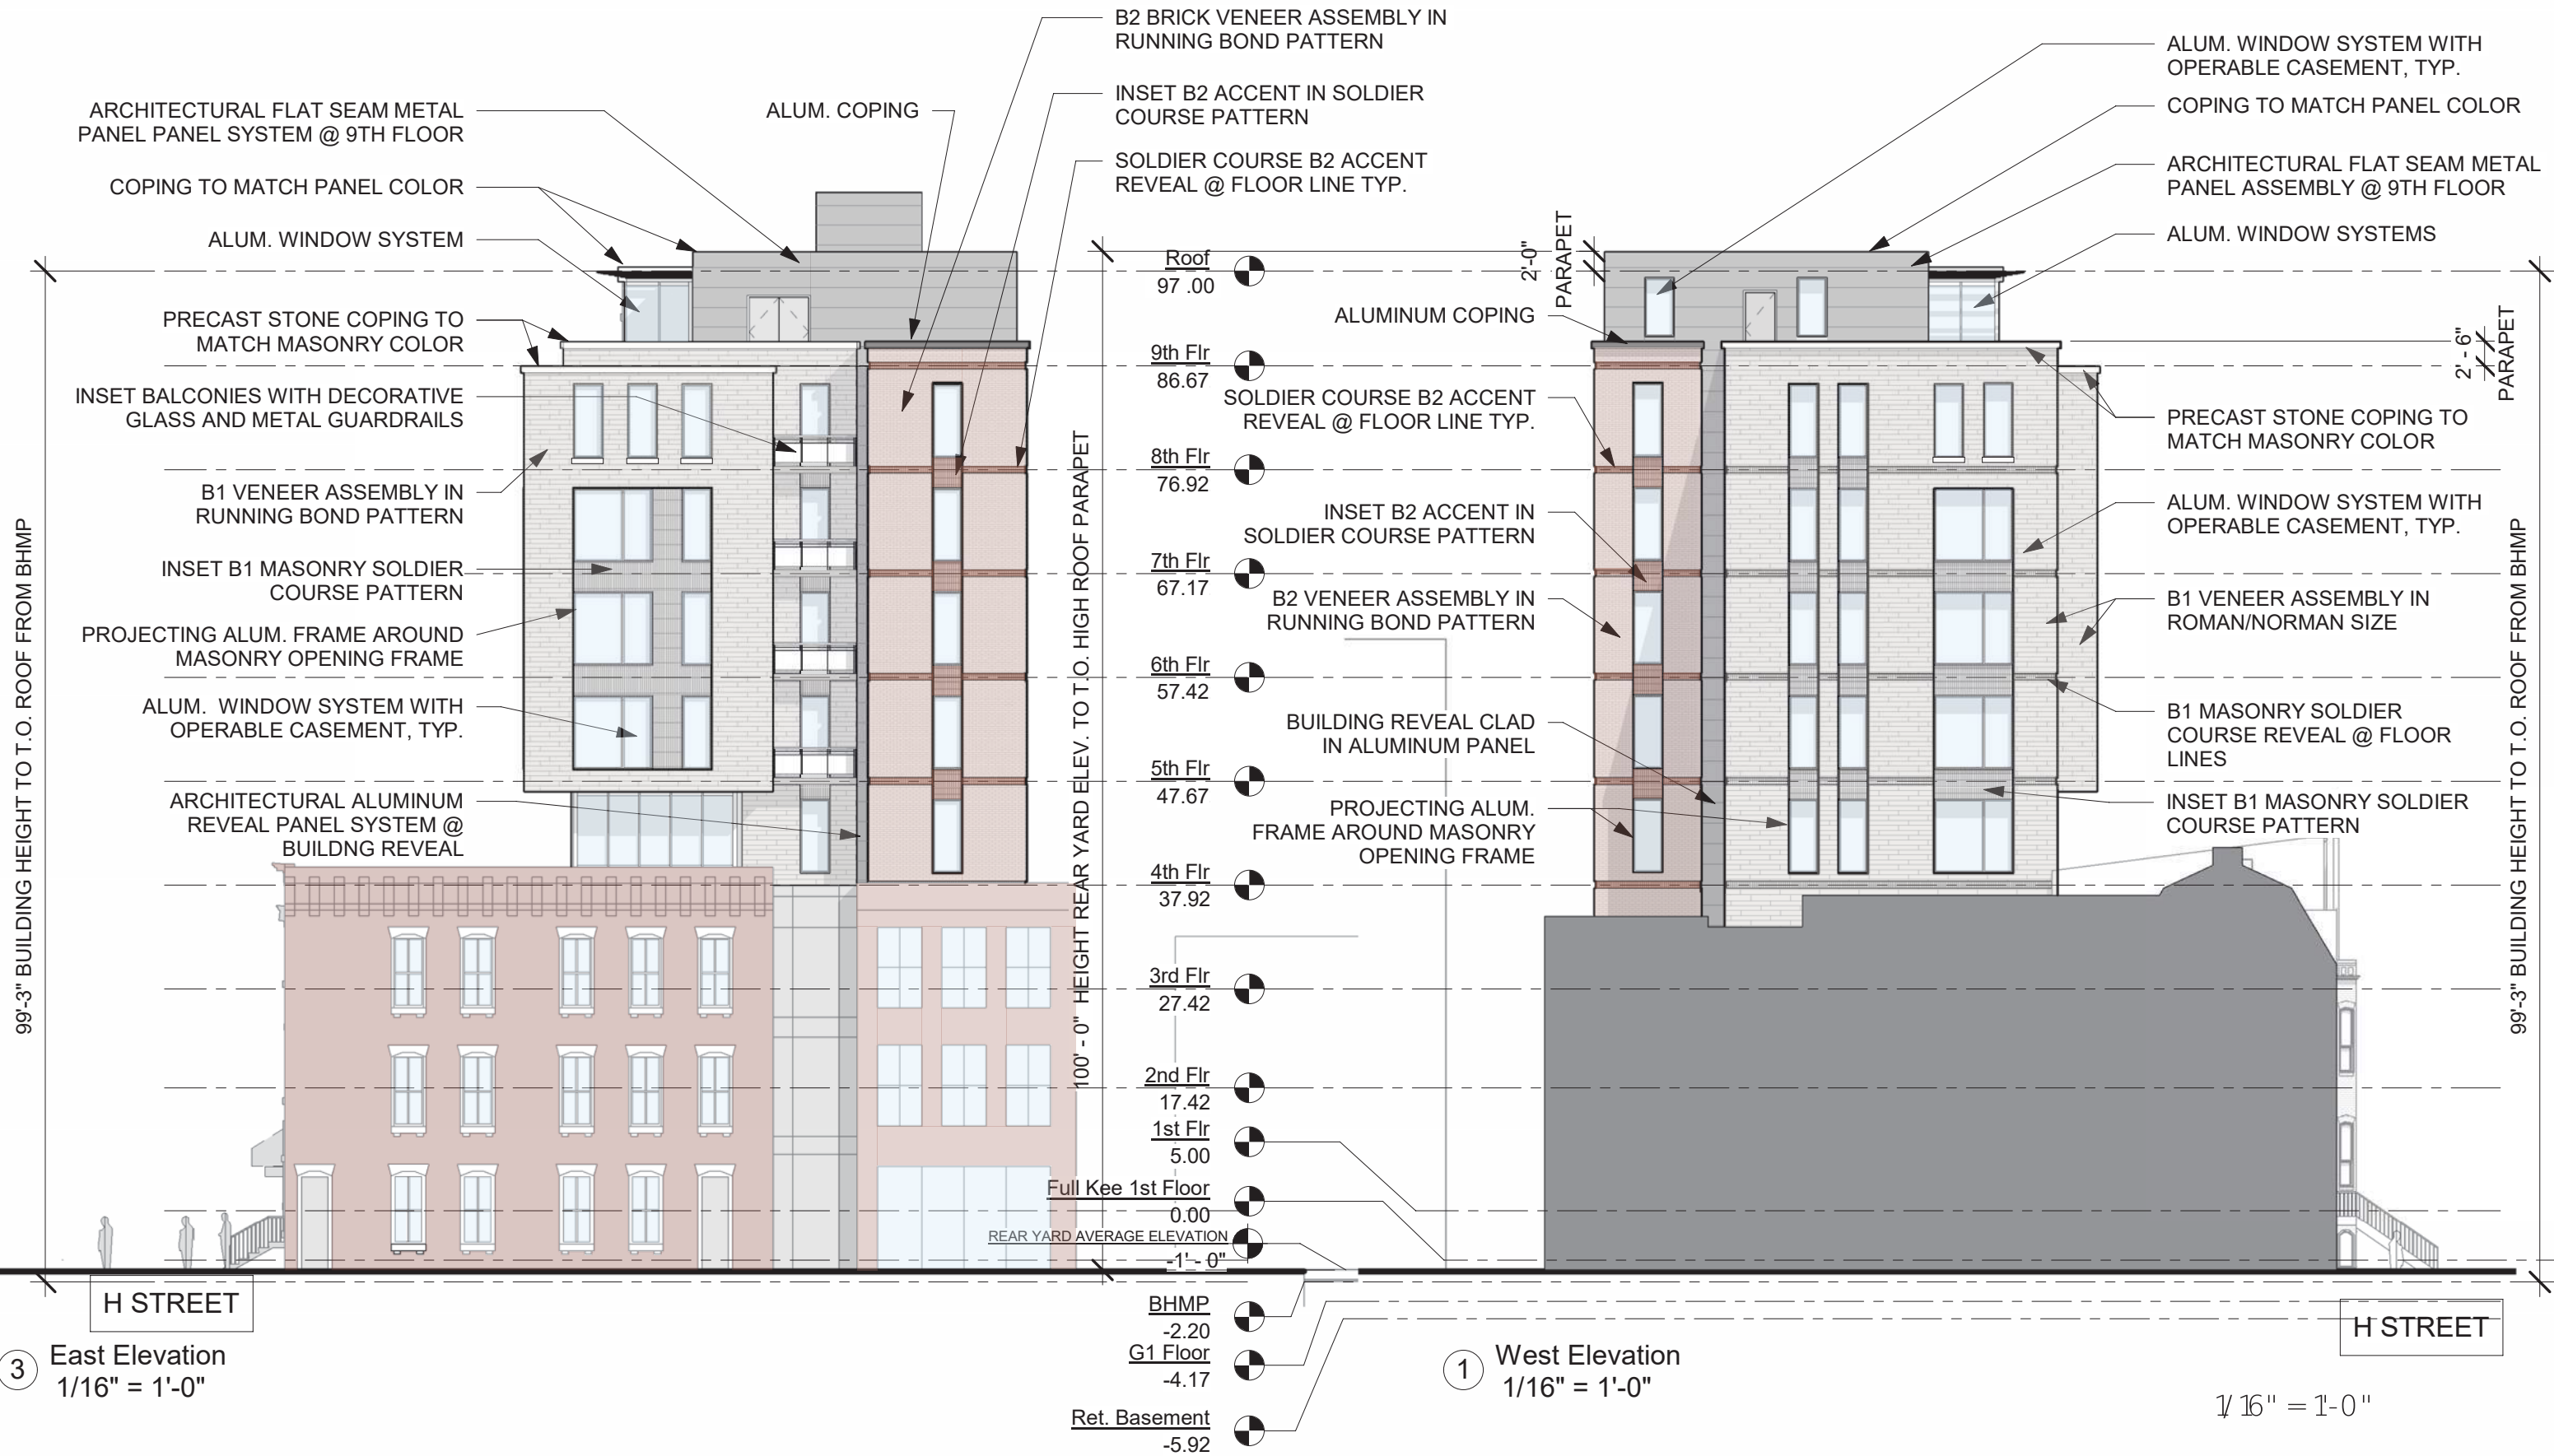 ARCHITECTURAL FLAT SEAM METAL
PANEL PANEL SYSTEM @ 9TH FLOOR
COPING TO MATCH PANEL COLOR
ALUM. WINDOW SYSTEM
PRECAST STONE COPING TO
MATCH MASONRY COLOR
INSET BALCONIES WITH DECORATIVE
GLASS AND METAL GUARDRAILS
B1 VENEER ASSEMBLY IN
RUNNING BOND PATTERN
INSET B1 MASONRY SOLDIER
COURSE PATTERN
PROJECTING ALUM. FRAME AROUND
MASONRY OPENING FRAME
ALUM. WINDOW SYSTEM WITH
OPERABLE CASEMENT, TYP.
ARCHITECTURAL ALUMINUM
REVEAL PANEL SYSTEM @
BUILDNG REVEAL
99'-3" BUILDING HEIGHT TO T.O. ROOF FROM BHMP
ALUM. COPING
B2 BRICK VENEER ASSEMBLY IN
RUNNING BOND PATTERN
INSET B2 ACCENT IN SOLDIER
COURSE PATTERN
SOLDIER COURSE B2 ACCENT
REVEAL @ FLOOR LINE TYP.
100' - 0" HEIGHT REAR YARD ELEV. TO T.O. HIGH ROOF PARAPET
Roof
97 .00
9th Flr
86.67
8th Flr
76.92
7th Flr
67.17
6th Flr
57.42
5th Flr
47.67
4th Flr
37.92
3rd Flr
27.42
2nd Flr
17.42
1st Flr
5.00
Full Kee 1st Floor
0.00
REAR YARD AVERAGE ELEVATION
-1'- 0"
BHMP
-2.20
G1 Floor
-4.17
Ret. Basement
-5.92
2'-0"
PARAPET
ALUMINUM COPING
SOLDIER COURSE B2 ACCENT
REVEAL @ FLOOR LINE TYP.
INSET B2 ACCENT IN
SOLDIER COURSE PATTERN
B2 VENEER ASSEMBLY IN
RUNNING BOND PATTERN
BUILDING REVEAL CLAD
IN ALUMINUM PANEL
PROJECTING ALUM.
FRAME AROUND MASONRY
OPENING FRAME
ALUM. WINDOW SYSTEM WITH
OPERABLE CASEMENT, TYP.
COPING TO MATCH PANEL COLOR
ARCHITECTURAL FLAT SEAM METAL
PANEL ASSEMBLY @ 9TH FLOOR
ALUM. WINDOW SYSTEMS
2' - 6"
PARAPET
PRECAST STONE COPING TO
MATCH MASONRY COLOR
ALUM. WINDOW SYSTEM WITH
OPERABLE CASEMENT, TYP.
B1 VENEER ASSEMBLY IN
ROMAN/NORMAN SIZE
B1 MASONRY SOLDIER
COURSE REVEAL @ FLOOR
LINES
INSET B1 MASONRY SOLDIER
COURSE PATTERN
99'-3" BUILDING HEIGHT TO T.O. ROOF FROM BHMP
H STREET
3
East Elevation
1/16" = 1'-0"
1
West Elevation
1/16" = 1'-0"
H STREET
1/16" = 1'-0"